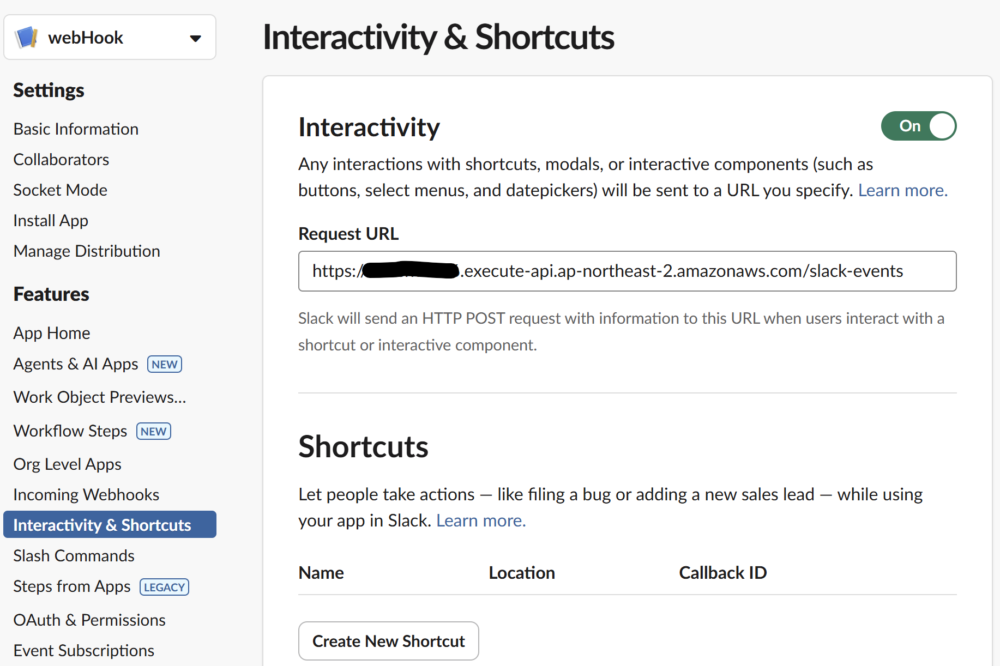 webHook
Settings
Basic Information
Collaborators
Socket Mode
Install App
Manage Distribution
Features
App Home
Agents & AI Apps NEW
Work Object Previews...
Workflow Steps NEW
Org Level Apps
Incoming Webhooks
Interactivity & Shortcuts
Slash Commands
Steps from Apps LEGACY
OAuth & Permissions
Event Subscriptions
Interactivity & Shortcuts
Interactivity
On
Any interactions with shortcuts, modals, or interactive components (such as
buttons, select menus, and datepickers) will be sent to a URL you specify. Learn more.
Request URL
https:/ .execute-api.ap-northeast-2.amazonaws.com/slack-events
Slack will send an HTTP POST request with information to this URL when users interact with a
shortcut or interactive component.
Shortcuts
Let people take actions — like filing a bug or adding a new sales lead — while using
your app in Slack. Learn more.
Name Location Callback ID
Create New Shortcut